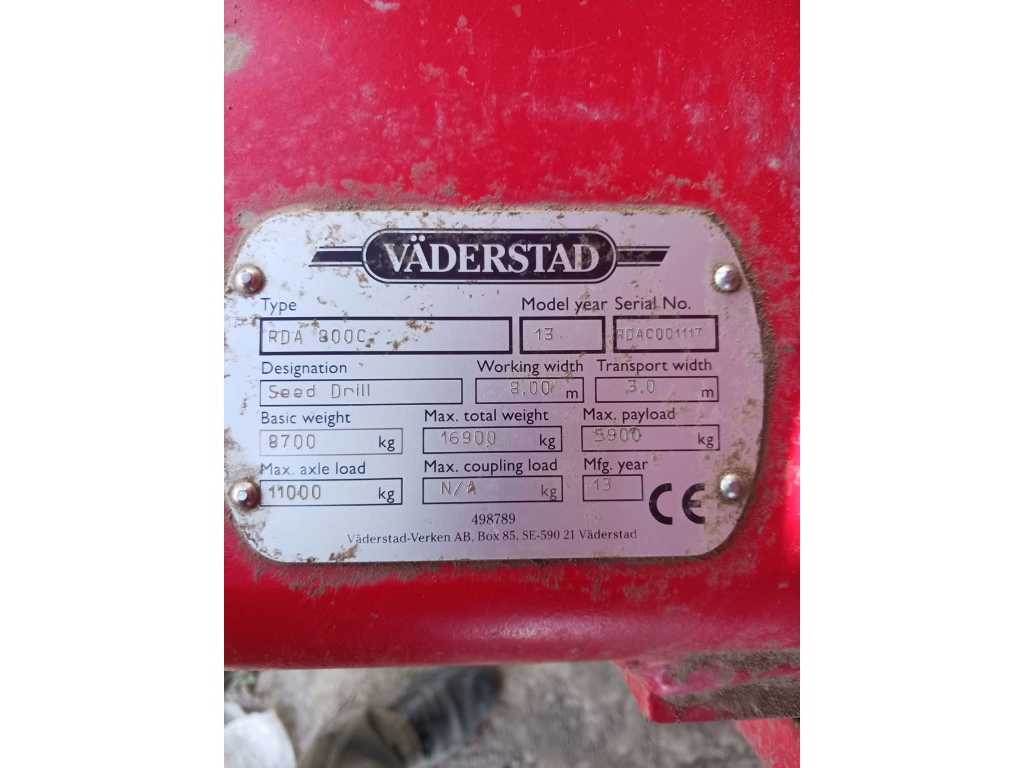 VÄDERSTAD
Type Model year Serial No.
RDA 800C 13 RDAC001117
Designation Working width Transport width
Seed Drill 8.00 m 3.0 m
Basic weight Max. total weight Max. payload
8700 kg 16900 kg 5900 kg
Max. axle load Max. coupling load Mfg. year
11000 kg N/A kg 13 CE
498789
Väderstad-Verken AB, Box 85, SE-590 21 Väderstad